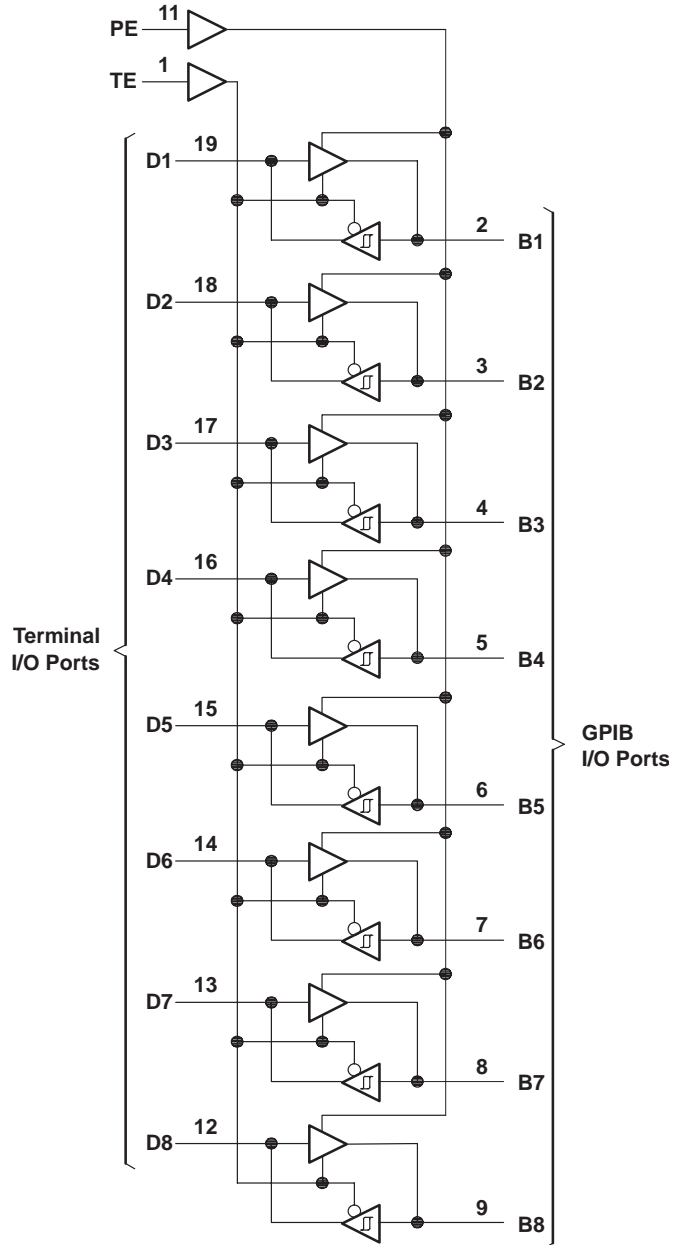 PE 11
TE 1
D1 19
2 B1
D2 18
3 B2
D3 17
4 B3
D4 16
5 B4
Terminal
I/O Ports
D5 15
GPIB
I/O Ports
6 B5
D6 14
7 B6
D7 13
8 B7
D8 12
9 B8